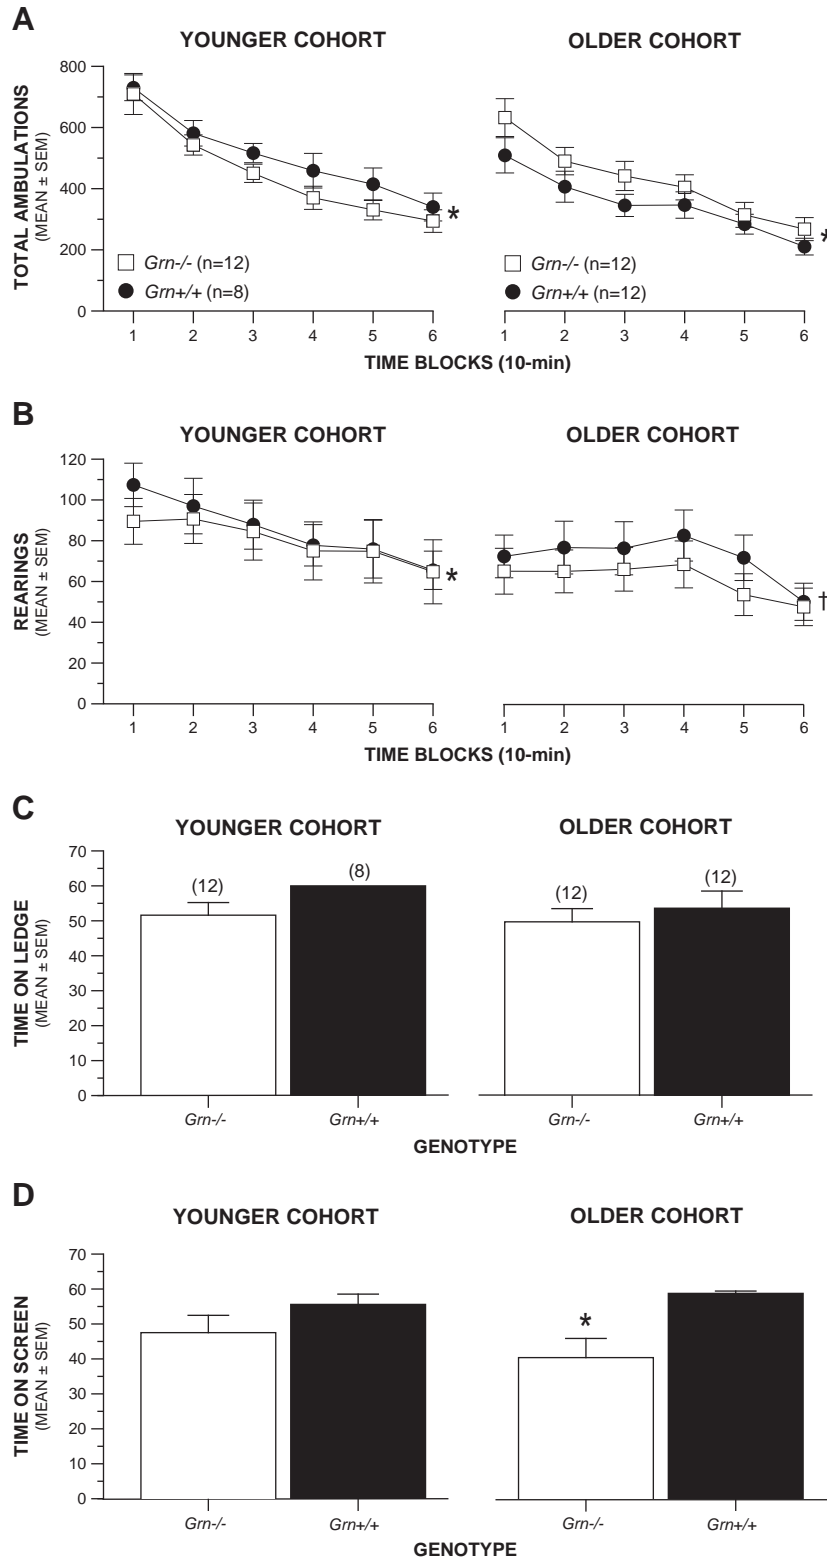 A
YOUNGER COHORT
OLDER COHORT
TOTAL AMBULATIONS
(MEAN ± SEM)
800
600
400
200
0
Grn-/- (n=12)
Grn+/+ (n=8)
*
Grn-/- (n=12)
Grn+/+ (n=12)
*
1 2 3 4 5 6
1 2 3 4 5 6
TIME BLOCKS (10-min)
B
YOUNGER COHORT
OLDER COHORT
REARINGS
(MEAN ± SEM)
120
100
80
60
40
20
0
*
†
1 2 3 4 5 6
1 2 3 4 5 6
TIME BLOCKS (10-min)
C
YOUNGER COHORT
OLDER COHORT
TIME ON LEDGE
(MEAN ± SEM)
70
60
50
40
30
20
10
0
(12)
(8)
(12)
(12)
Grn-/-
Grn+/+
Grn-/-
Grn+/+
GENOTYPE
D
YOUNGER COHORT
OLDER COHORT
TIME ON SCREEN
(MEAN ± SEM)
70
60
50
40
30
20
10
0
*
Grn-/-
Grn+/+
Grn-/-
Grn+/+
GENOTYPE